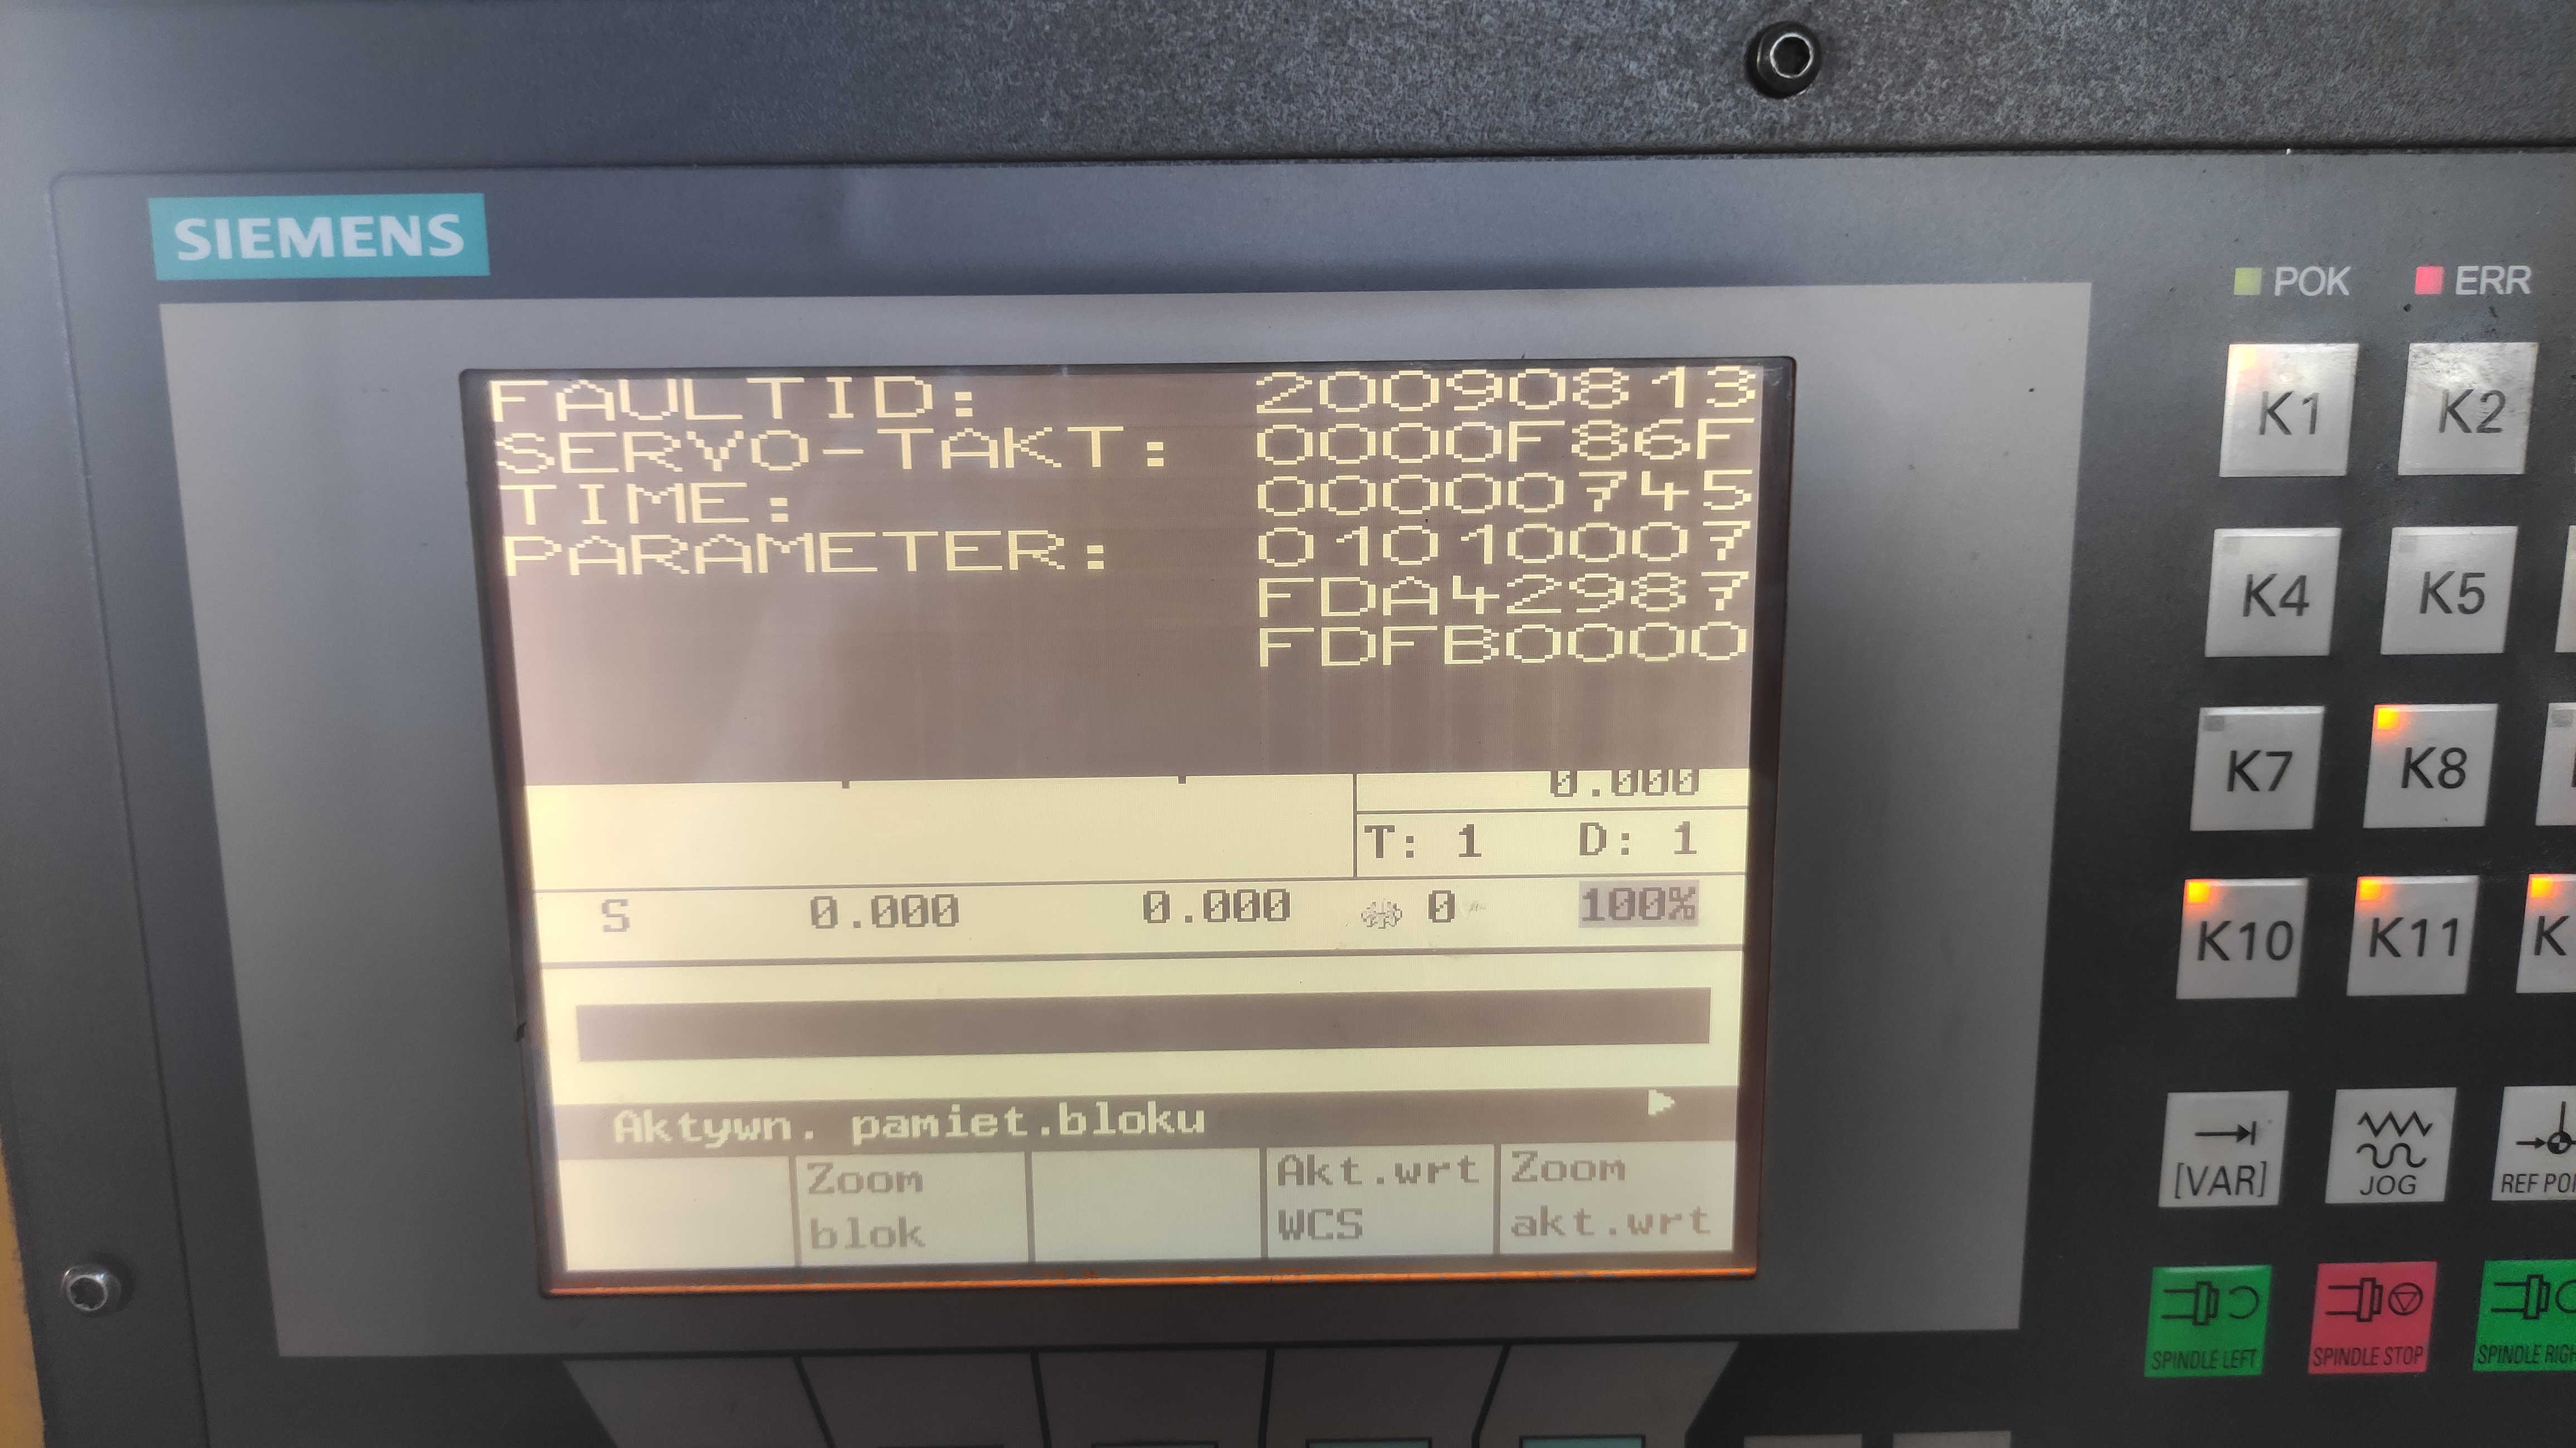 SIEMENS
POK ERR
FAULTID: 20090813
SERVO-TAKT: 0000F86F
TIME: 00000745
PARAMETER: 01010007
FDA42987
FDFB0000
0.000
T: 1 D: 1
S 0.000 0.000 0 100%
Aktywn. pamiet.bloku
Zoom blok
Akt.wrt WCS
Zoom akt.wrt
K1 K2
K4 K5
K7 K8
K10 K11
[VAR] JOG
SPINDLE LEFT SPINDLE STOP